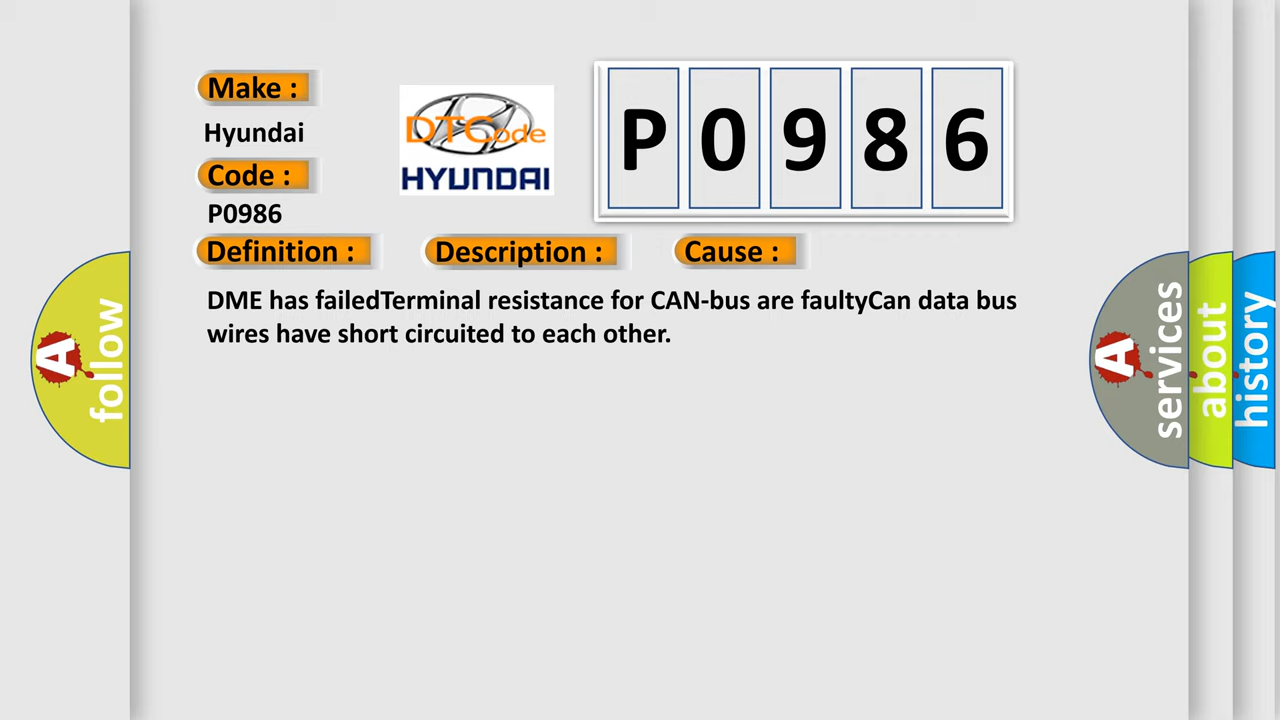 Make :
Hyundai
Code :
P0986
DTCode
HYUNDAI
P0986
Definition :
Description :
Cause :
DME has failedTerminal resistance for CAN-bus are faultyCan data bus
wires have short circuited to each other.
A
follow
A
services
about
history